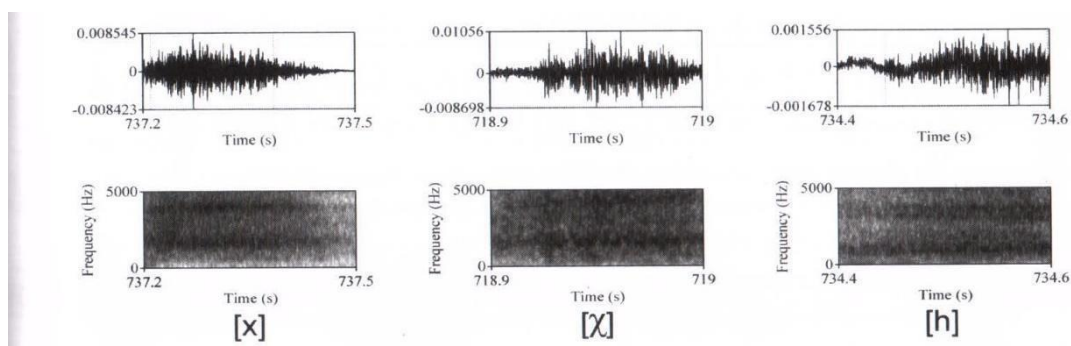 0.008545
0
-0.008423
737.2 737.5
Time (s)
0.01056
0
-0.008698
718.9 719
Time (s)
0.001556
0
-0.001678
734.4 734.6
Time (s)
5000
Frequency (Hz)
0
737.2 737.5
Time (s)
[x]
5000
Frequency (Hz)
0
718.9 719
Time (s)
[χ]
5000
Frequency (Hz)
0
734.4 734.6
Time (s)
[h]